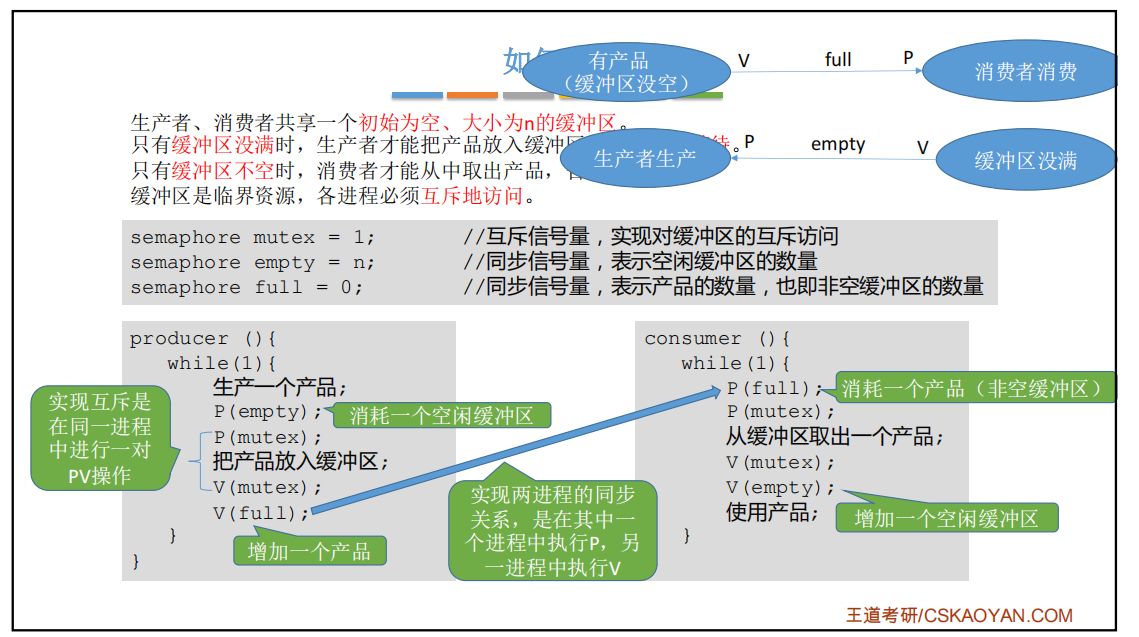 如
有产品
（缓冲区没空）
V
full
P
消费者消费
生产者生产
P
empty
V
缓冲区没满
生产者、消费者共享一个初始为空、大小为n的缓冲区。
只有缓冲区没满时，生产者才能把产品放入缓冲 待。
只有缓冲区不空时，消费者才能从中取出产品，
缓冲区是临界资源，各进程必须互斥地访问。
semaphore mutex = 1; //互斥信号量，实现对缓冲区的互斥访问
semaphore empty = n; //同步信号量，表示空闲缓冲区的数量
semaphore full = 0; //同步信号量，表示产品的数量，也即非空缓冲区的数量
producer (){
while(1){
生产一个产品;
P(empty);
P(mutex);
把产品放入缓冲区;
V(mutex);
V(full);
}
}
消耗一个空闲缓冲区
实现互斥是
在同一进程
中进行一对
PV操作
增加一个产品
实现两进程的同步
关系，是在其中一
个进程中执行P，另
一进程中执行V
consumer (){
while(1){
P(full);
P(mutex);
从缓冲区取出一个产品;
V(mutex);
V(empty);
使用产品;
}
消耗一个产品（非空缓冲区）
增加一个空闲缓冲区
王道考研/CSKAOYAN.COM